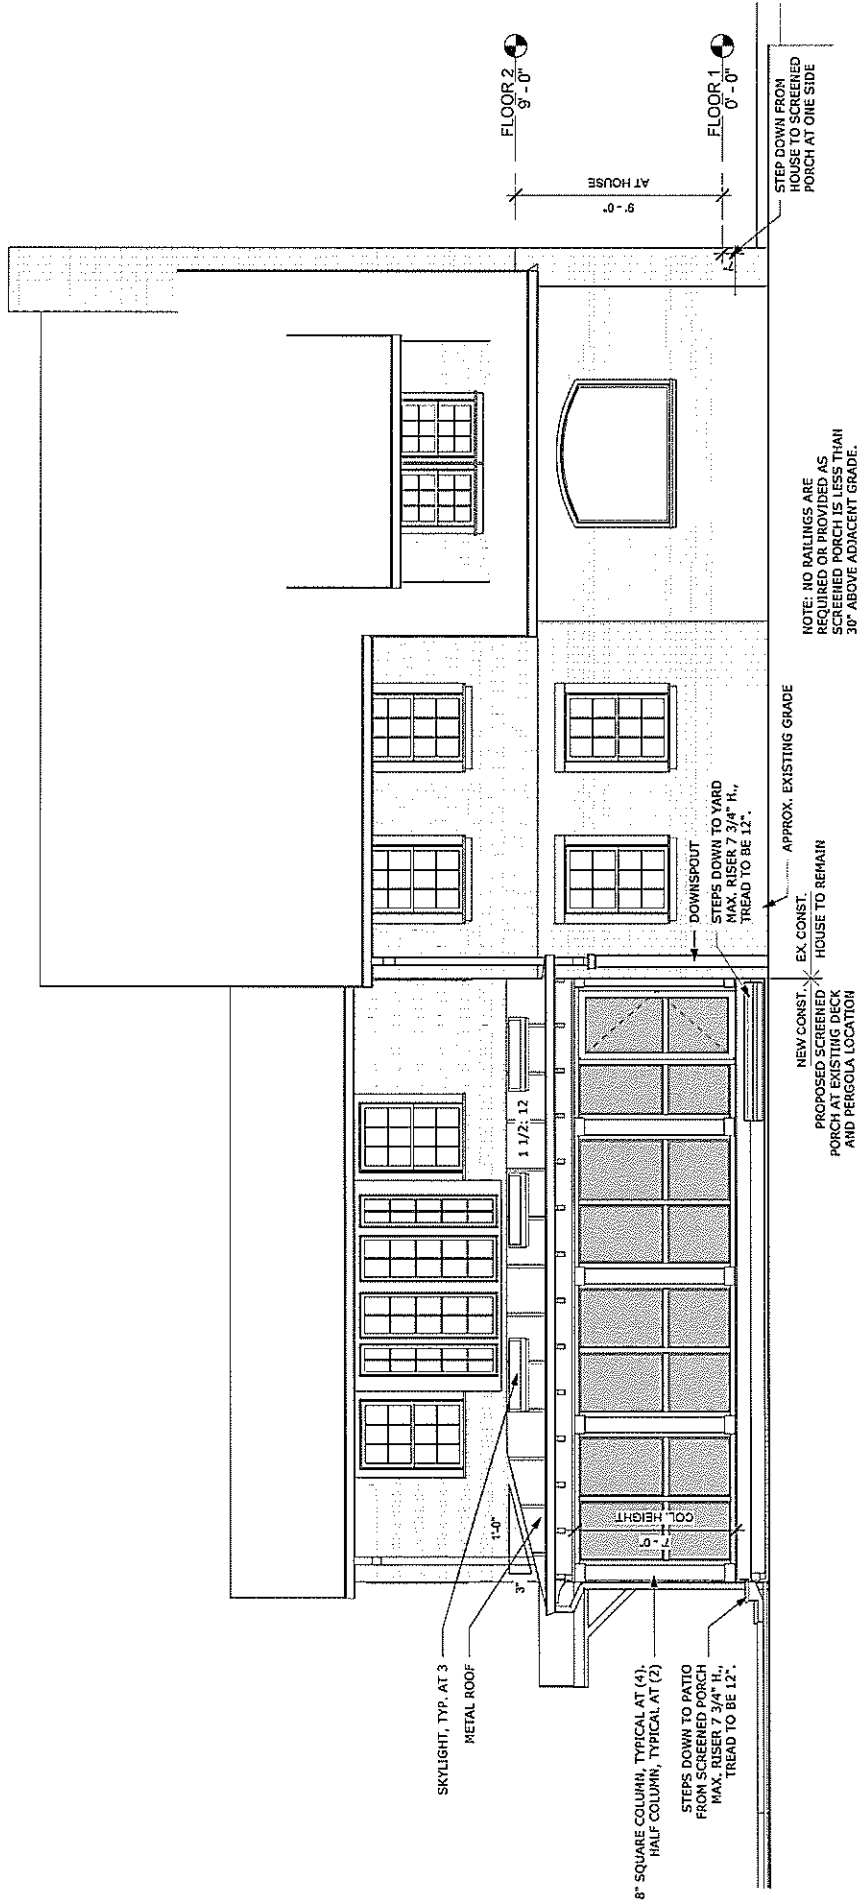 SKYLIGHT, TYP. AT 3
METAL ROOF
8" SQUARE COLUMN, TYPICAL AT (4),
HALF COLUMN, TYPICAL AT (2)
STEPS DOWN TO PATIO
FROM SCREENED PORCH
MAX. RISER 7 3/4" H.,
TREAD TO BE 12".
1'-0"
3"
7' - 0"
COL. HEIGHT
1 1/2: 12
NEW CONST.
PROPOSED SCREENED
PORCH AT EXISTING DECK
AND PERGOLA LOCATION
EX. CONST.
HOUSE TO REMAIN
DOWNSPOUT
STEPS DOWN TO YARD
MAX. RISER 7 3/4" H.,
TREAD TO BE 12".
APPROX. EXISTING GRADE
NOTE: NO RAILINGS ARE
REQUIRED OR PROVIDED AS
SCREENED PORCH IS LESS THAN
30" ABOVE ADJACENT GRADE.
FLOOR 2
9' - 0"
9' - 0"
AT HOUSE
FLOOR 1
0' - 0"
7"
STEP DOWN FROM
HOUSE TO SCREENED
PORCH AT ONE SIDE